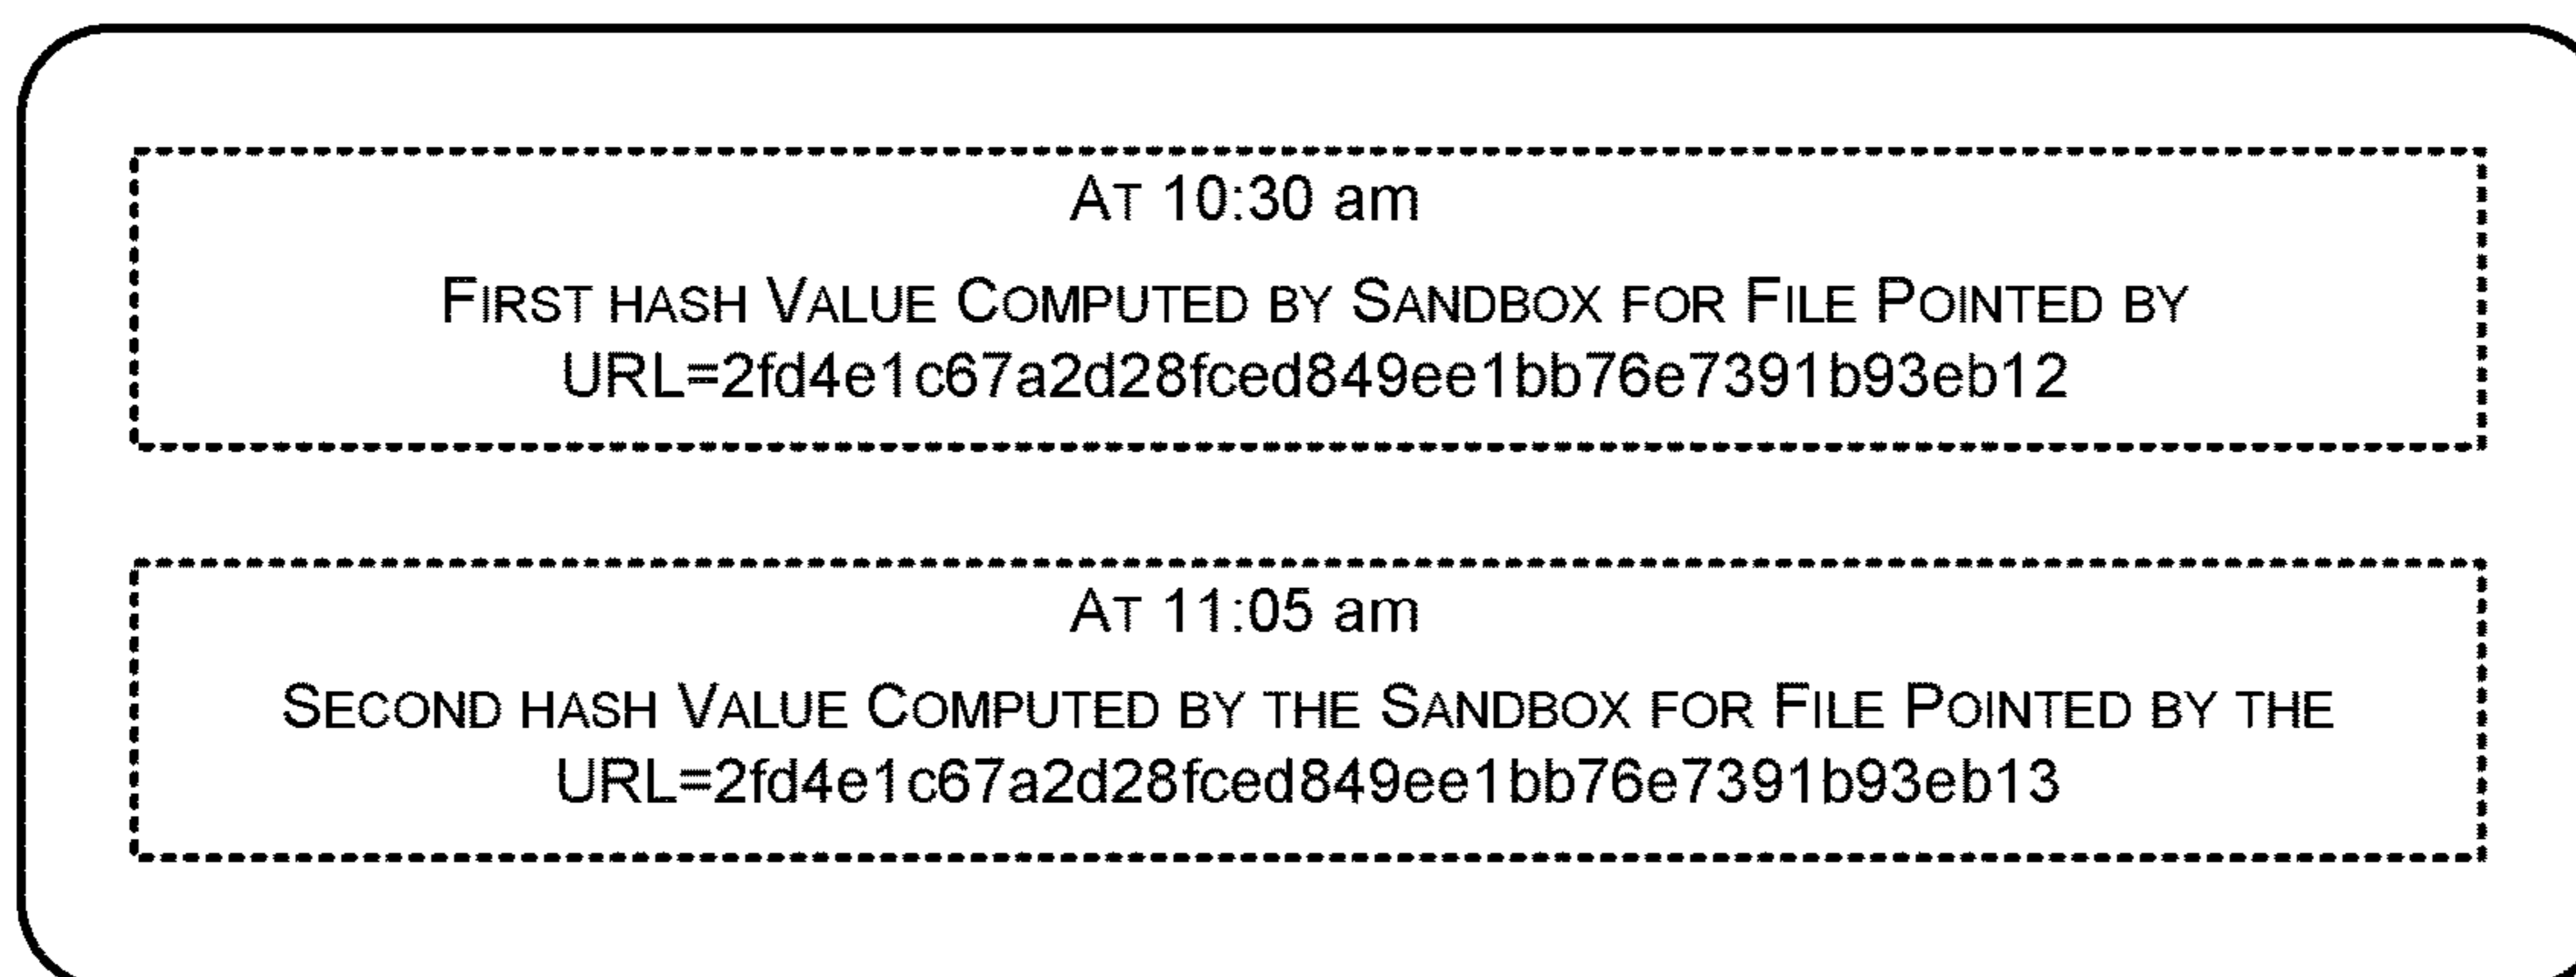 At 10:30 am
First hash Value Computed by Sandbox for File Pointed by
URL=2fd4e1c67a2d28fced849ee1bb76e7391b93eb12
At 11:05 am
Second hash Value Computed by the Sandbox for File Pointed by the
URL=2fd4e1c67a2d28fced849ee1bb76e7391b93eb13